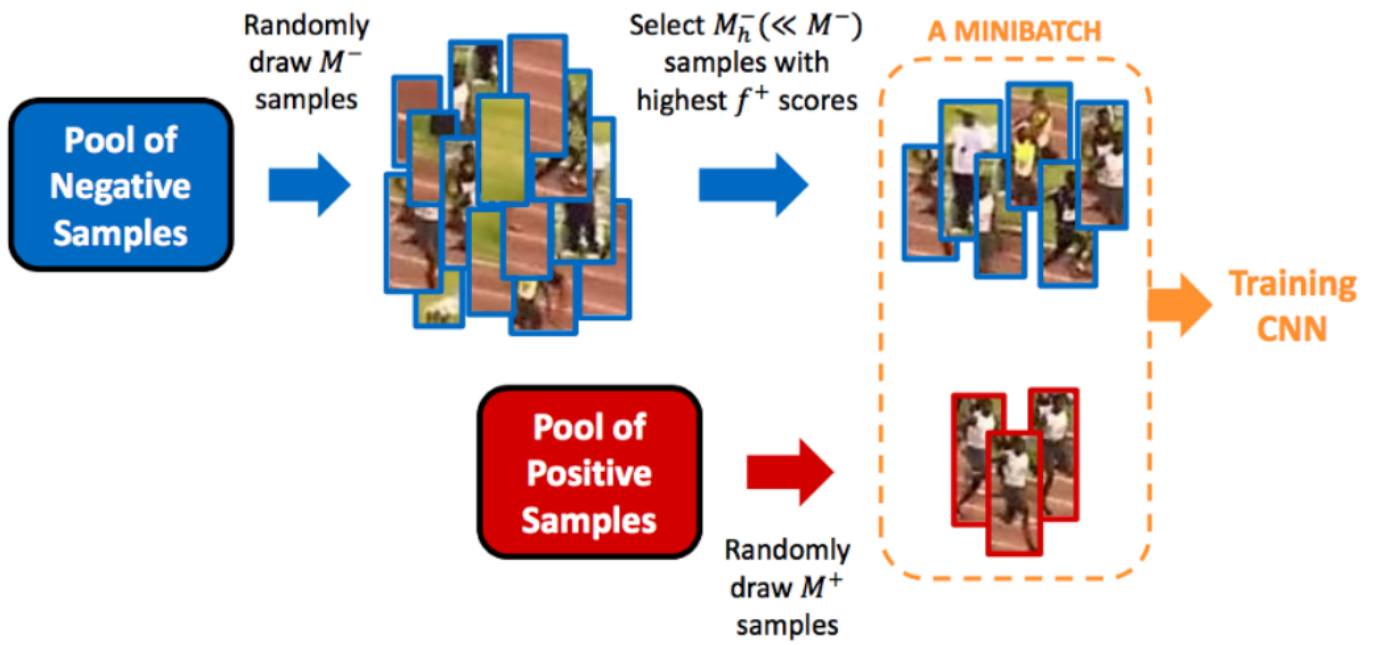 Randomly
draw M⁻
samples
Select M_h⁻(≪ M⁻)
samples with
highest f⁺ scores
A MINIBATCH
Pool of
Negative
Samples
Training
CNN
Pool of
Positive
Samples
Randomly
draw M⁺
samples